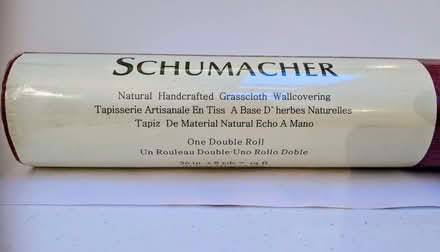 SCHUMACHER
Natural Handcrafted Grasscloth Wallcovering
Tapisserie Artisanale En Tiss A Base D` herbes Naturelles
Tapiz De Material Natural Echo A Mano
One Double Roll
Un Rouleau Double-Uno Rollo Doble